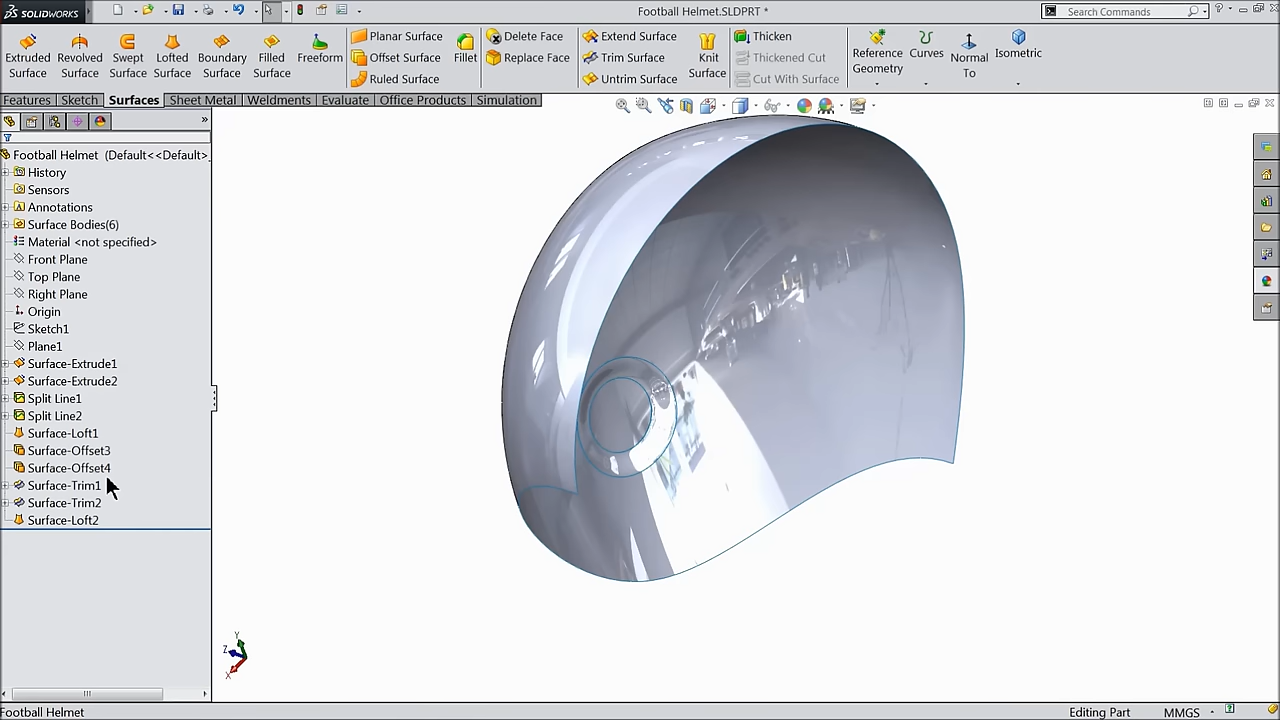 SOLIDWORKS
Football Helmet.SLDPRT *
Search Commands
Extruded Surface
Revolved Surface
Swept Surface
Lofted Surface
Boundary Surface
Filled Surface
Freeform
Planar Surface
Offset Surface
Ruled Surface
Fillet
Delete Face
Replace Face
Extend Surface
Trim Surface
Untrim Surface
Knit Surface
Thicken
Thickened Cut
Cut With Surface
Reference Geometry
Curves
Normal To
Isometric
Features
Sketch
Surfaces
Sheet Metal
Weldments
Evaluate
Office Products
Simulation
Football Helmet (Default<<Default>_
History
Sensors
Annotations
Surface Bodies(6)
Material <not specified>
Front Plane
Top Plane
Right Plane
Origin
Sketch1
Plane1
Surface-Extrude1
Surface-Extrude2
Split Line1
Split Line2
Surface-Loft1
Surface-Offset3
Surface-Offset4
Surface-Trim1
Surface-Trim2
Surface-Loft2
Y
Z
X
Football Helmet
Editing Part
MMGS